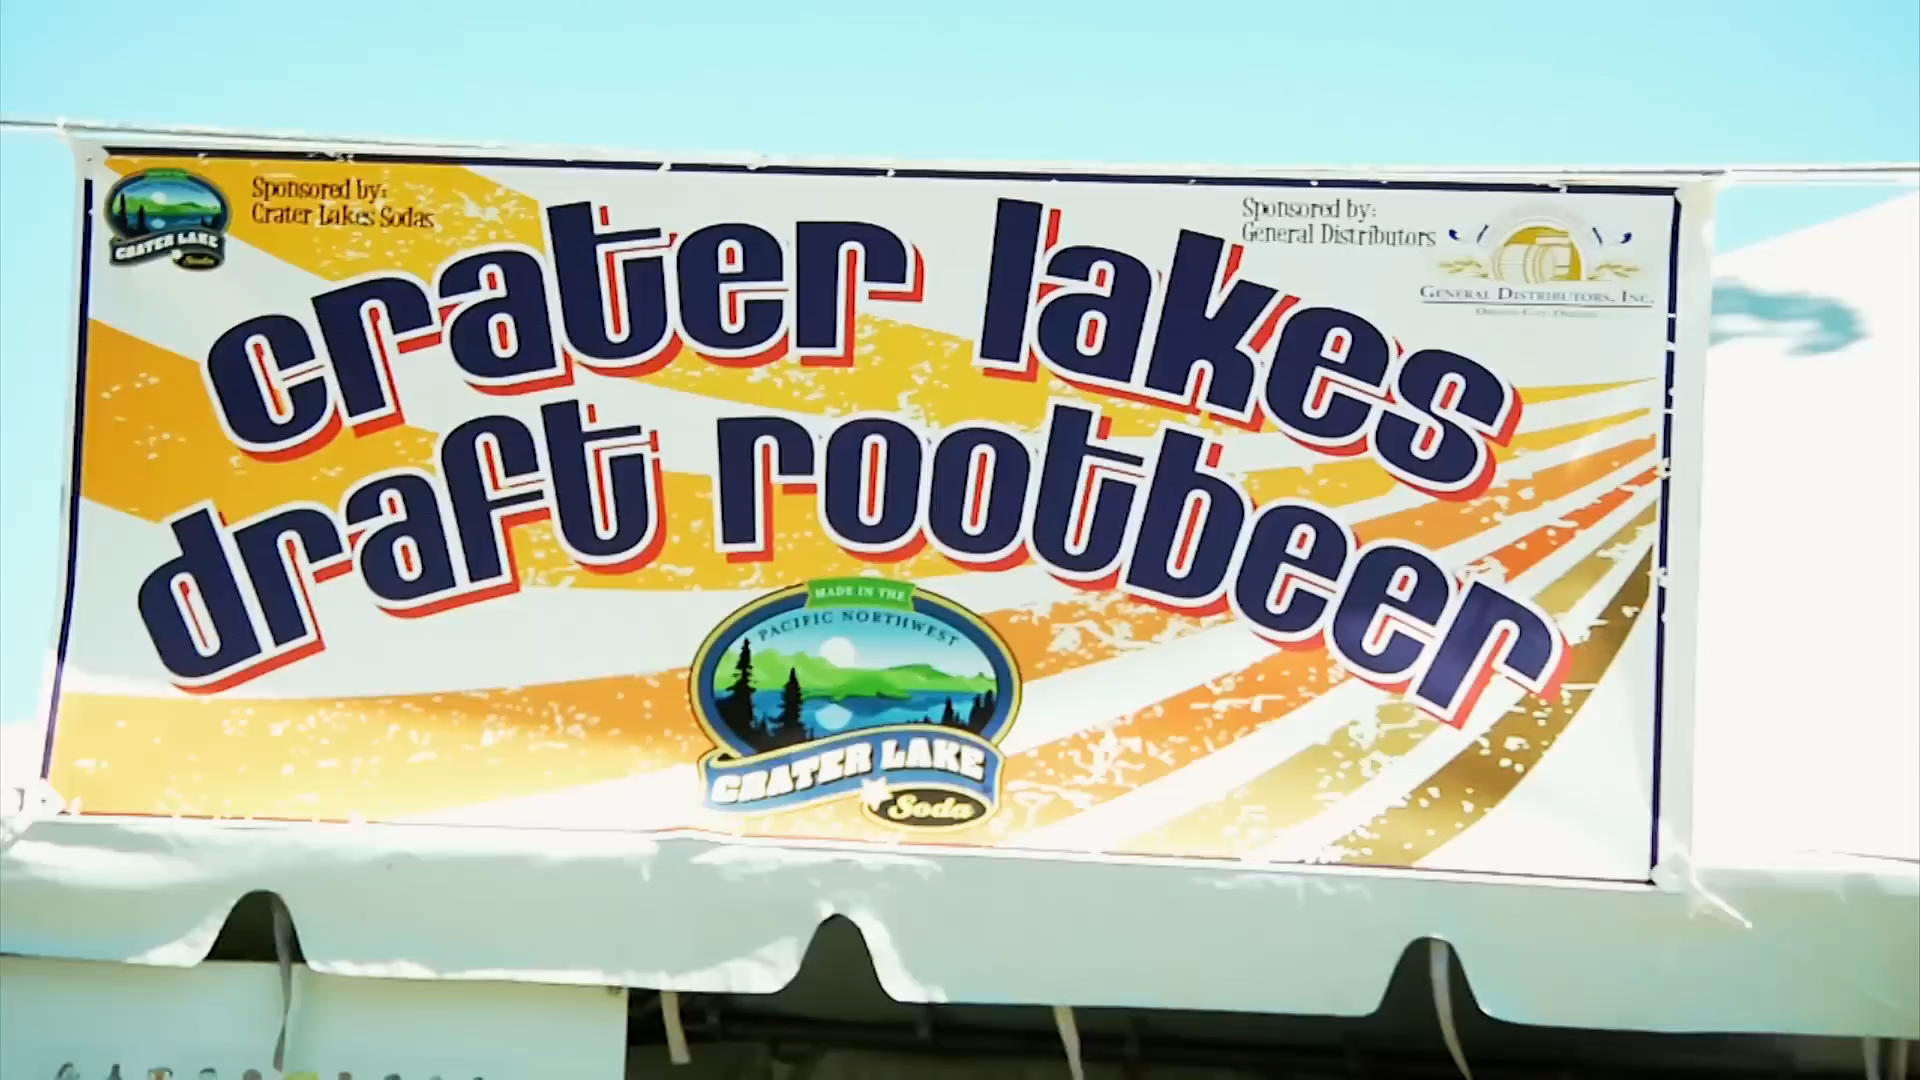 Sponsored by:
Crater Lakes Sodas
CRATER LAKE
Soda
Sponsored by:
General Distributors
GENERAL DISTRIBUTORS, INC.
crater lakes
draft rootbeer
MADE IN THE
PACIFIC NORTHWEST
CRATER LAKE
Soda